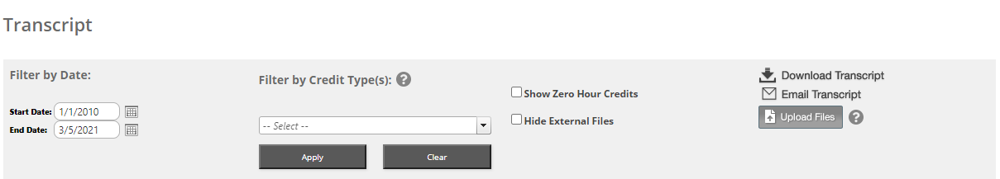 Transcript
Filter by Date:
Start Date: 1/1/2010
End Date: 3/5/2021
Filter by Credit Type(s): ?
-- Select --
Apply Clear
Show Zero Hour Credits
Hide External Files
Download Transcript
Email Transcript
Upload Files ?